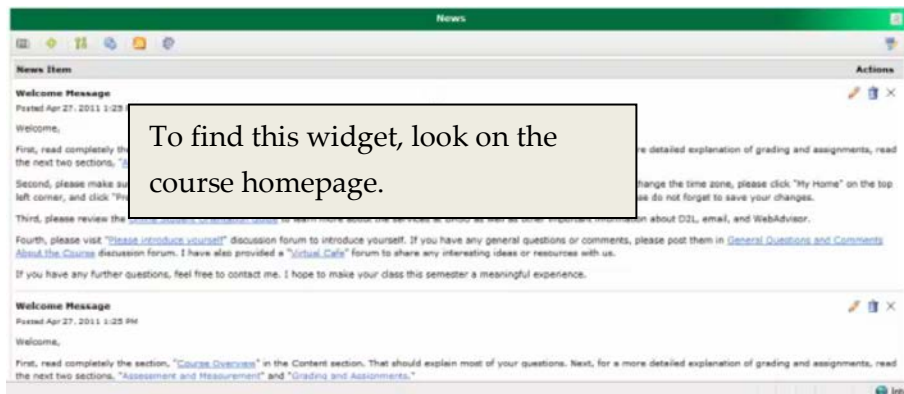 News
News Item Actions
Welcome Message
Posted Apr 27, 2011 1:25
Welcome,
To find this widget, look on the
course homepage.
First, read completely the re detailed explanation of grading and assignments, read
the next two sections, "A
Second, please make su change the time zone, please click "My Home" on the top
left corner, and click "Pr se do not forget to save your changes.
Third, please review the Online Student Orientation Guide to learn more about the services at as well as other important information about D2L, email, and WebAdvisor.
Fourth, please visit "Please introduce yourself" discussion forum to introduce yourself. If you have any general questions or comments, please post them in General Questions and Comments
About the Course discussion forum. I have also provided a "Virtual Cafe" forum to share any interesting ideas or resources with us.
If you have any further questions, feel free to contact me. I hope to make your class this semester a meaningful experience.
Welcome Message
Posted Apr 27, 2011 1:25 PM
Welcome,
First, read completely the section, "Course Overview" in the Content section. That should explain most of your questions. Next, for a more detailed explanation of grading and assignments, read
the next two sections, "Assessment and Measurement" and "Grading and Assignments."